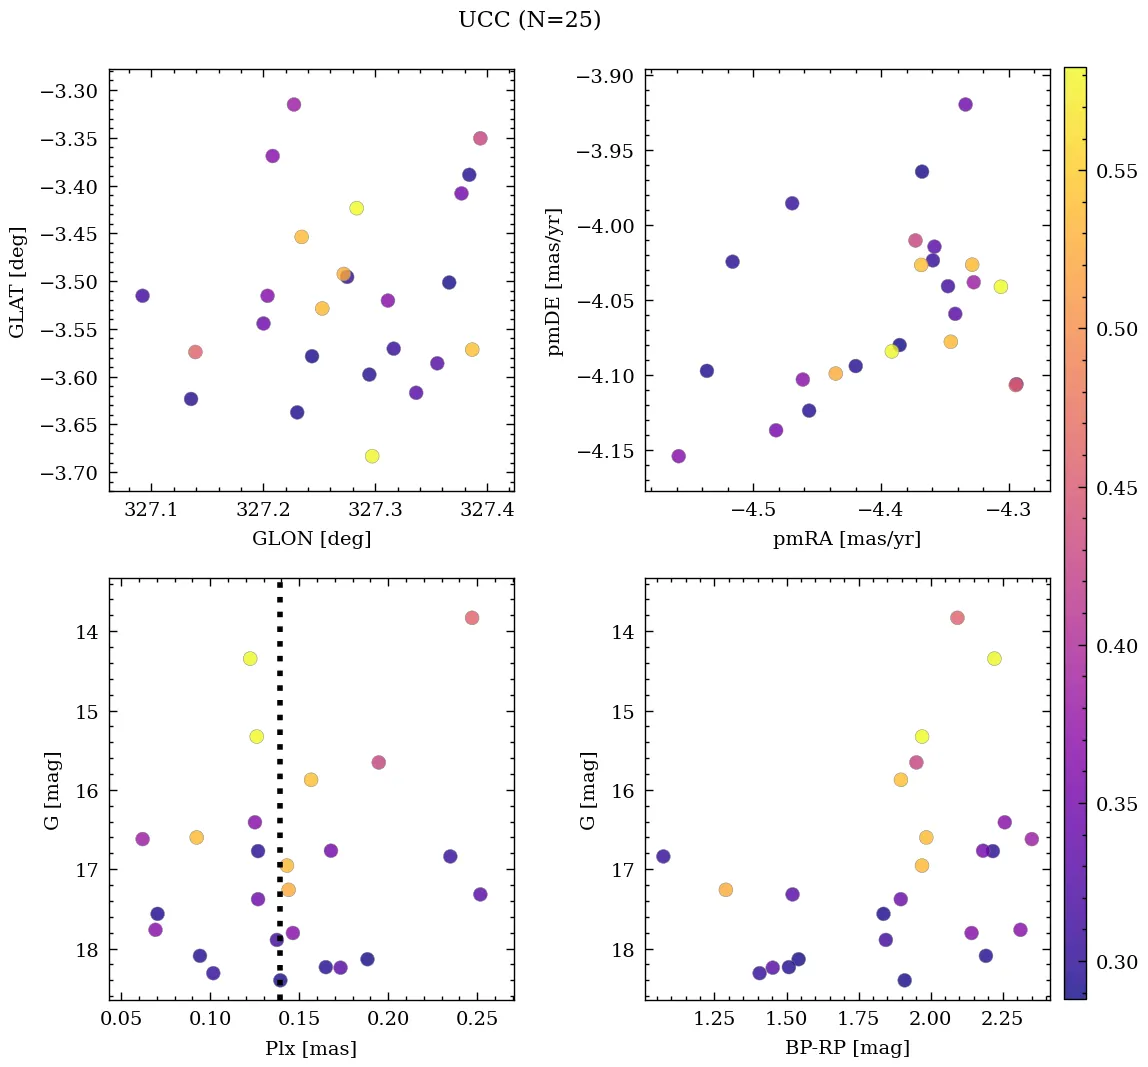 UCC (N=25)
−3.30
−3.35
−3.40
−3.45
−3.50
−3.55
−3.60
−3.65
−3.70
GLAT [deg]
327.1 327.2 327.3 327.4
GLON [deg]
−3.90
−3.95
−4.00
−4.05
−4.10
−4.15
pmDE [mas/yr]
−4.5 −4.4 −4.3
pmRA [mas/yr]
14
15
16
17
18
G [mag]
0.05 0.10 0.15 0.20 0.25
Plx [mas]
14
15
16
17
18
G [mag]
1.25 1.50 1.75 2.00 2.25
BP-RP [mag]
0.55
0.50
0.45
0.40
0.35
0.30